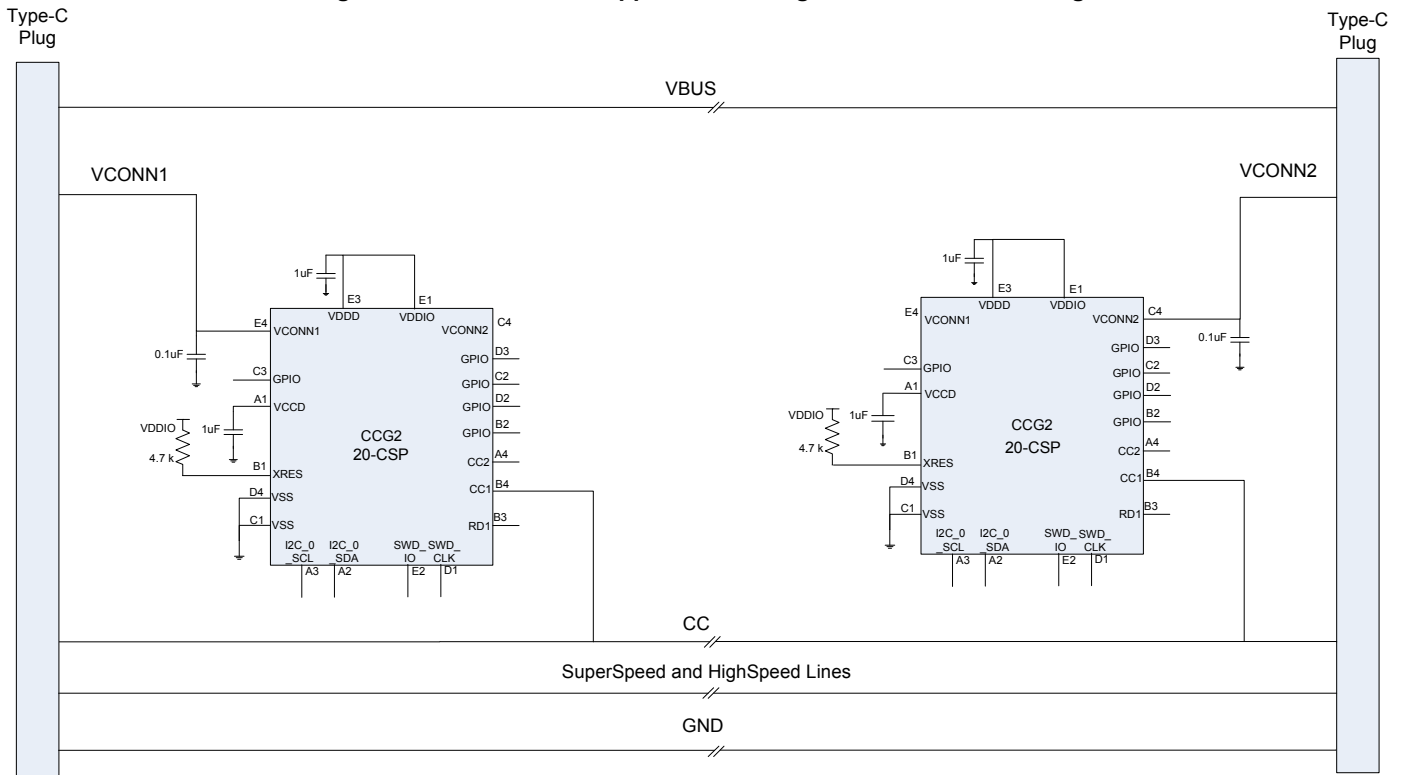 Type-C
Plug
Type-C
Plug
VBUS
VCONN1
VCONN2
1uF
E3
E1
VDDD
VDDIO
E4
VCONN1
VCONN2
C4
0.1uF
GPIO
D3
C3
GPIO
GPIO
C2
A1
VCCD
GPIO
D2
VDDIO
1uF
GPIO
B2
4.7 k
CCG2
20-CSP
CC2
A4
B1
XRES
CC1
B4
D4
VSS
C1
VSS
RD1
B3
I2C_0
_SCL
I2C_0
_SDA
SWD_
IO
SWD_
CLK
A3
A2
E2
D1
1uF
E3
E1
VDDD
VDDIO
E4
VCONN1
VCONN2
C4
0.1uF
GPIO
D3
C3
GPIO
GPIO
C2
A1
VCCD
GPIO
D2
VDDIO
1uF
GPIO
B2
4.7 k
CCG2
20-CSP
CC2
A4
B1
XRES
CC1
B4
D4
VSS
C1
VSS
RD1
B3
I2C_0
_SCL
I2C_0
_SDA
SWD_
IO
SWD_
CLK
A3
A2
E2
D1
CC
SuperSpeed and HighSpeed Lines
GND